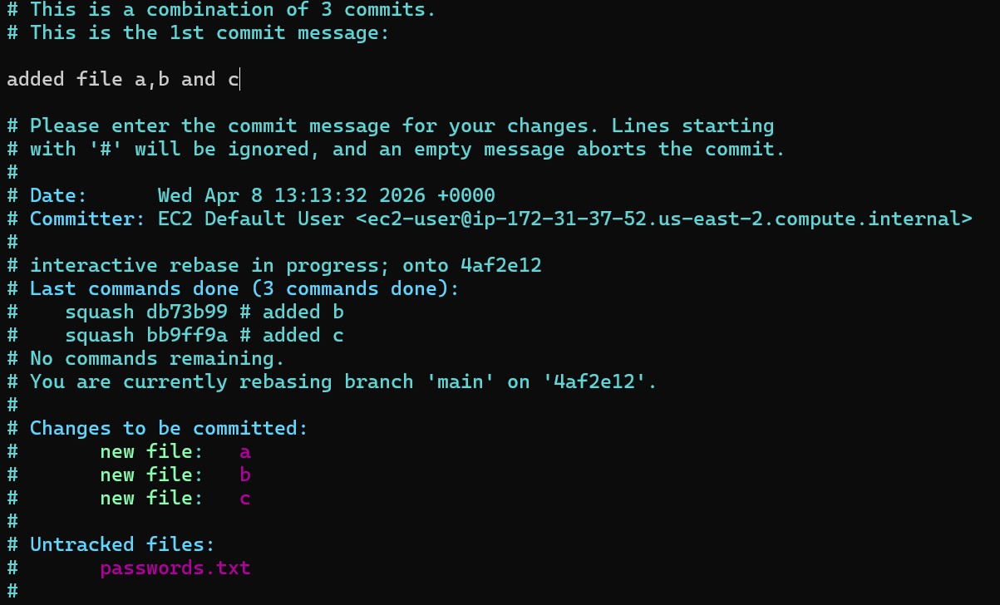 # This is a combination of 3 commits.
# This is the 1st commit message:
added file a,b and c
# Please enter the commit message for your changes. Lines starting
# with '#' will be ignored, and an empty message aborts the commit.
#
# Date:      Wed Apr 8 13:13:32 2026 +0000
# Committer: EC2 Default User <ec2-user@ip-172-31-37-52.us-east-2.compute.internal>
#
# interactive rebase in progress; onto 4af2e12
# Last commands done (3 commands done):
#    squash db73b99 # added b
#    squash bb9ff9a # added c
# No commands remaining.
# You are currently rebasing branch 'main' on '4af2e12'.
#
# Changes to be committed:
#       new file:   a
#       new file:   b
#       new file:   c
#
# Untracked files:
#       passwords.txt
#